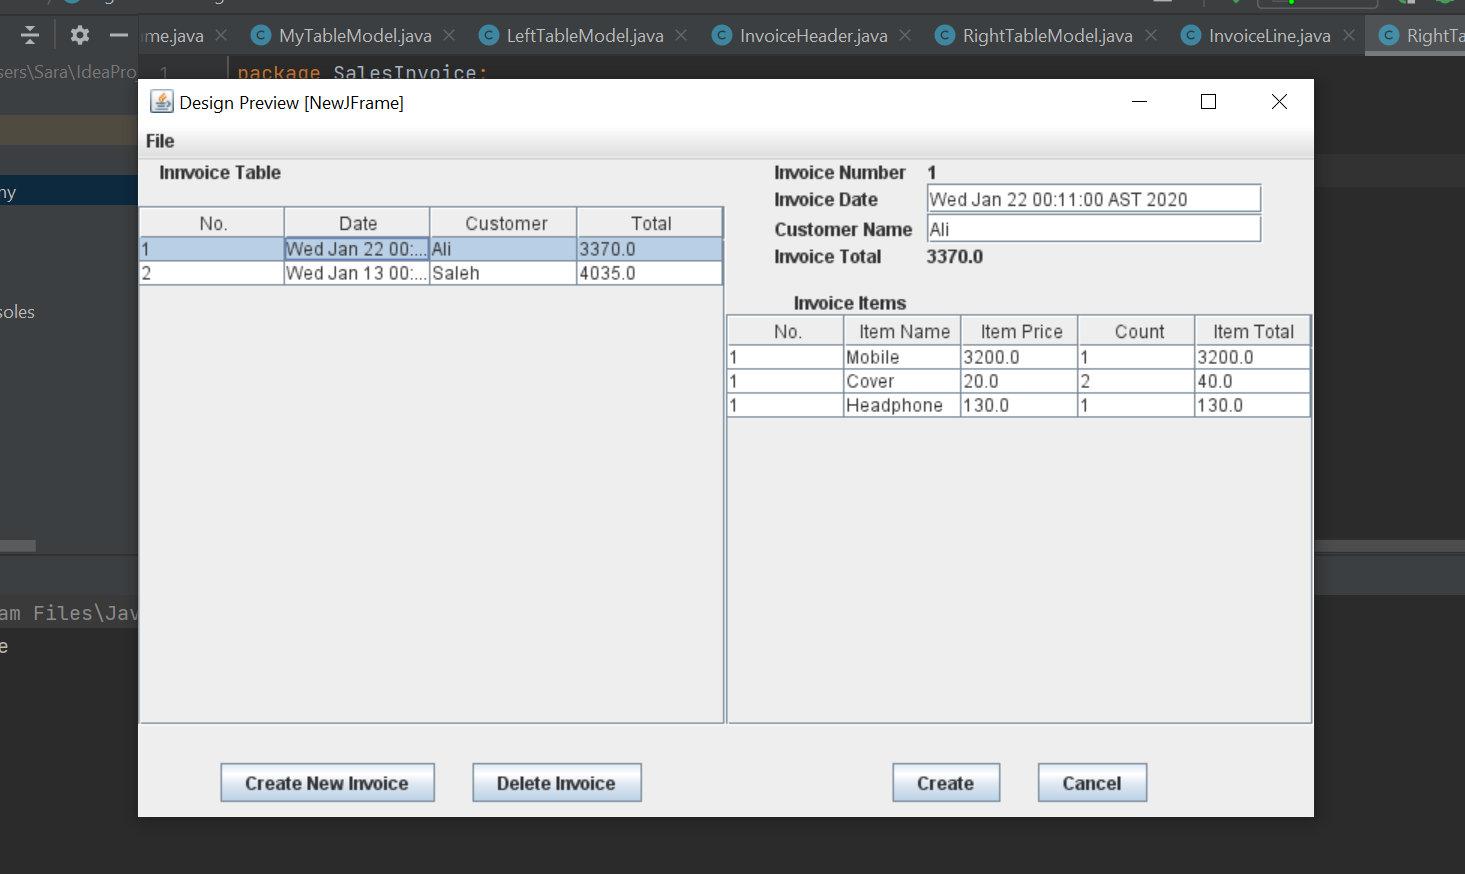 me.java MyTableModel.java LeftTableModel.java InvoiceHeader.java RightTableModel.java InvoiceLine.java RightTa
sers\Sara\IdeaPro 1 package SalesInvoice;
Design Preview [NewJFrame]
File
Innvoice Table
No. Date Customer Total
1 Wed Jan 22 00:... Ali 3370.0
2 Wed Jan 13 00:... Saleh 4035.0
Invoice Number 1
Invoice Date Wed Jan 22 00:11:00 AST 2020
Customer Name Ali
Invoice Total 3370.0
Invoice Items
No. Item Name Item Price Count Item Total
1 Mobile 3200.0 1 3200.0
1 Cover 20.0 2 40.0
1 Headphone 130.0 1 130.0
Create New Invoice Delete Invoice Create Cancel
ny
soles
am Files\Jav
e